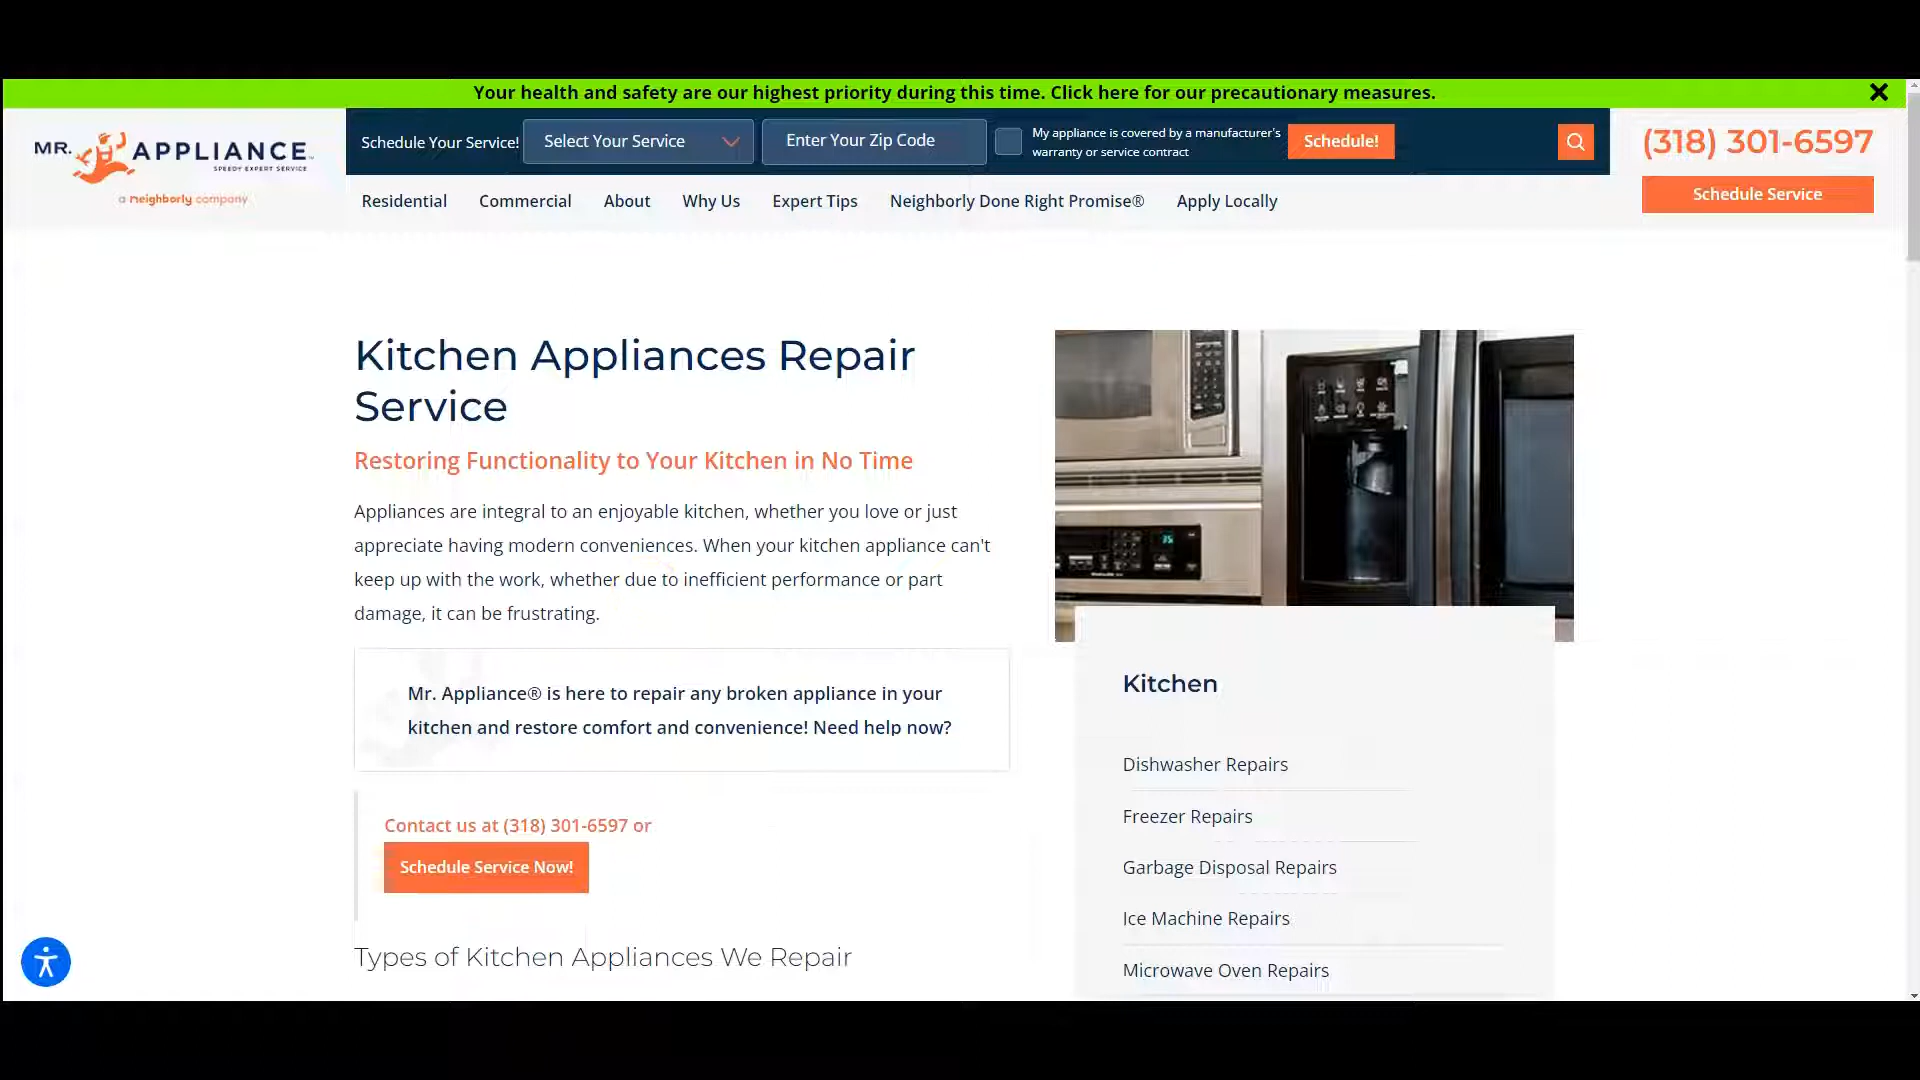 Your health and safety are our highest priority during this time. Click here for our precautionary measures.
MR. APPLIANCE
SPEEDY EXPERT SERVICE
a neighborly company
Schedule Your Service!
Select Your Service
Enter Your Zip Code
My appliance is covered by a manufacturer's
warranty or service contract
Schedule!
(318) 301-6597
Schedule Service
Residential
Commercial
About
Why Us
Expert Tips
Neighborly Done Right Promise®
Apply Locally
Kitchen Appliances Repair
Service
Restoring Functionality to Your Kitchen in No Time
Appliances are integral to an enjoyable kitchen, whether you love or just
appreciate having modern conveniences. When your kitchen appliance can't
keep up with the work, whether due to inefficient performance or part
damage, it can be frustrating.
Mr. Appliance® is here to repair any broken appliance in your
kitchen and restore comfort and convenience! Need help now?
Contact us at (318) 301-6597 or
Schedule Service Now!
Types of Kitchen Appliances We Repair
Kitchen
Dishwasher Repairs
Freezer Repairs
Garbage Disposal Repairs
Ice Machine Repairs
Microwave Oven Repairs